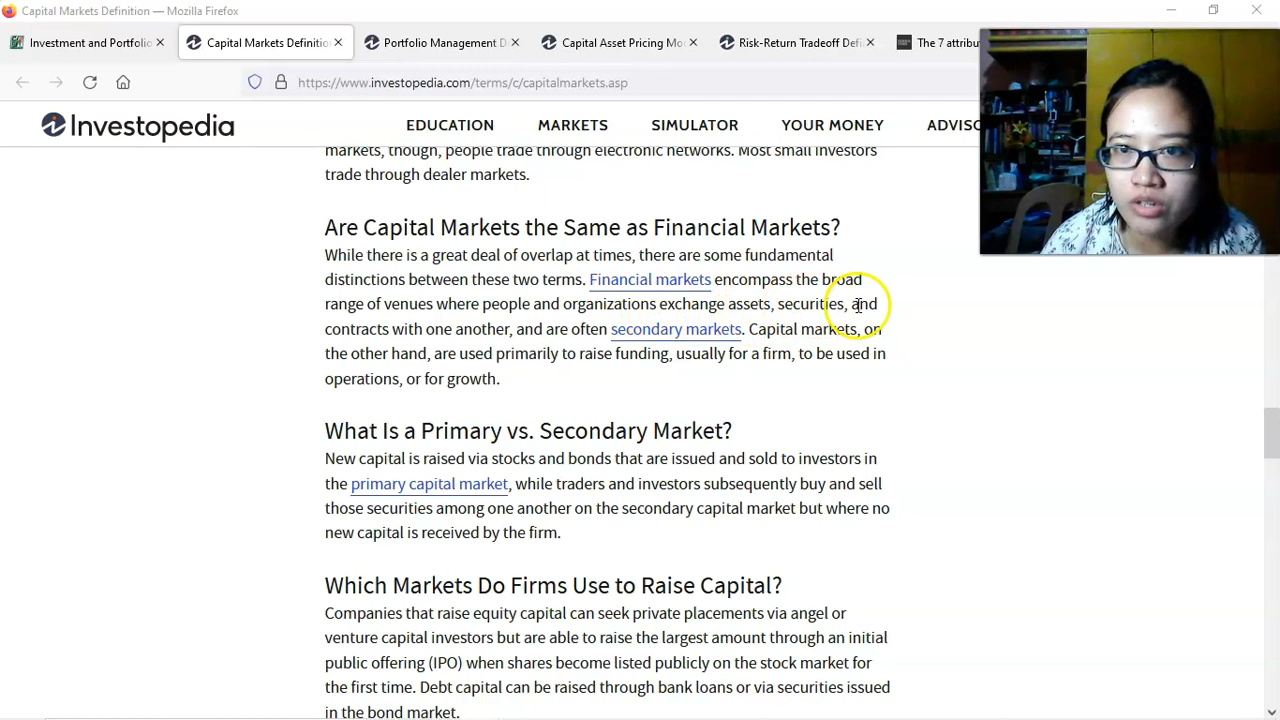 Capital Markets Definition — Mozilla Firefox
Investment and Portfolio
Capital Markets Definition
Portfolio Management D
Capital Asset Pricing Mo
Risk-Return Tradeoff Defi
The 7 attribu
https://www.investopedia.com/terms/c/capitalmarkets.asp
Investopedia
EDUCATION MARKETS SIMULATOR YOUR MONEY ADVISO
though, people trade through electronic networks. Most small investors
trade through dealer markets.
Are Capital Markets the Same as Financial Markets?
While there is a great deal of overlap at times, there are some fundamental
distinctions between these two terms. Financial markets encompass the broad
range of venues where people and organizations exchange assets, securities, and
contracts with one another, and are often secondary markets. Capital markets, on
the other hand, are used primarily to raise funding, usually for a firm, to be used in
operations, or for growth.
What Is a Primary vs. Secondary Market?
New capital is raised via stocks and bonds that are issued and sold to investors in
the primary capital market, while traders and investors subsequently buy and sell
those securities among one another on the secondary capital market but where no
new capital is received by the firm.
Which Markets Do Firms Use to Raise Capital?
Companies that raise equity capital can seek private placements via angel or
venture capital investors but are able to raise the largest amount through an initial
public offering (IPO) when shares become listed publicly on the stock market for
the first time. Debt capital can be raised through bank loans or via securities issued
in the bond market.